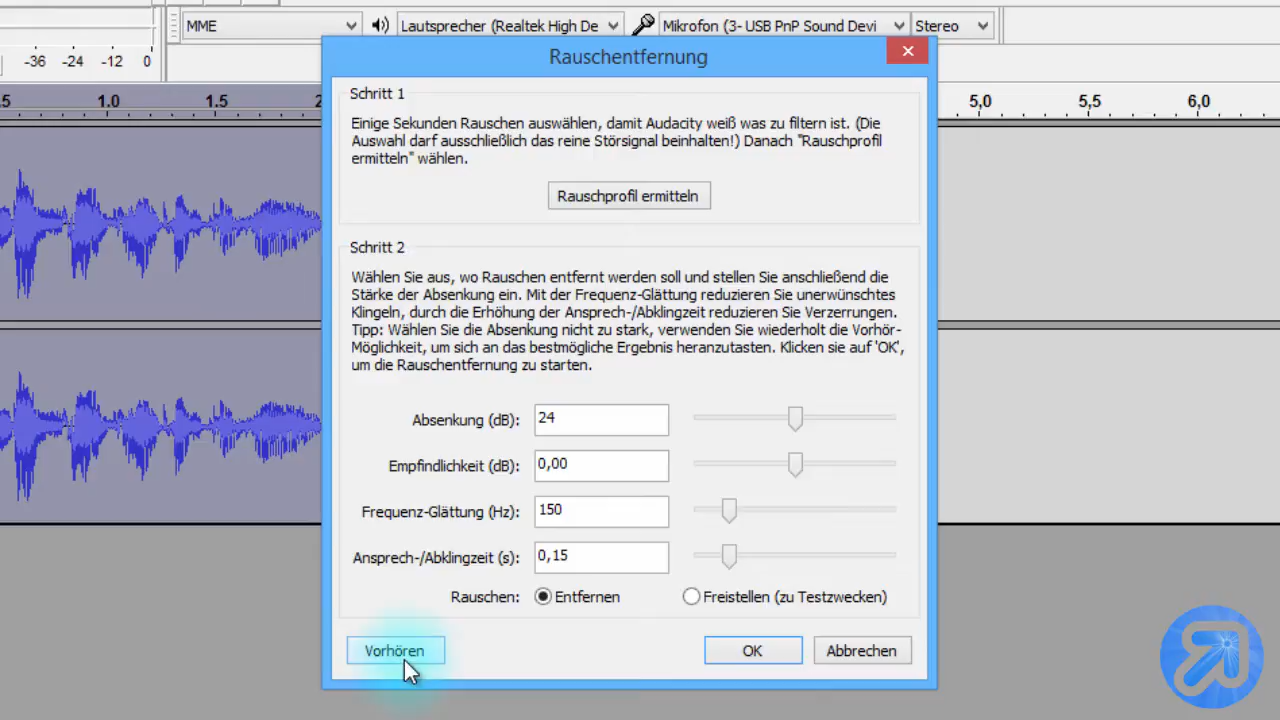 MME
Lautsprecher (Realtek High De
Mikrofon (3- USB PnP Sound Devi
Stereo
-36 -24 -12 0
Rauschentfernung
.5 1.0 1.5 2
5,0 5,5 6,0
Schritt 1
Einige Sekunden Rauschen auswählen, damit Audacity weiß was zu filtern ist. (Die
Auswahl darf ausschließlich das reine Störsignal beinhalten!) Danach "Rauschprofil
ermitteln" wählen.
Rauschprofil ermitteln
Schritt 2
Wählen Sie aus, wo Rauschen entfernt werden soll und stellen Sie anschließend die
Stärke der Absenkung ein. Mit der Frequenz-Glättung reduzieren Sie unerwünschtes
Klingeln, durch die Erhöhung der Ansprech-/Abklingzeit reduzieren Sie Verzerrungen.
Tipp: Wählen Sie die Absenkung nicht zu stark, verwenden Sie wiederholt die Vorhör-
Möglichkeit, um sich an das bestmögliche Ergebnis heranzutasten. Klicken sie auf 'OK',
um die Rauschentfernung zu starten.
Absenkung (dB): 24
Empfindlichkeit (dB): 0,00
Frequenz-Glättung (Hz): 150
Ansprech-/Abklingzeit (s): 0,15
Rauschen: Entfernen Freistellen (zu Testzwecken)
Vorhören OK Abbrechen